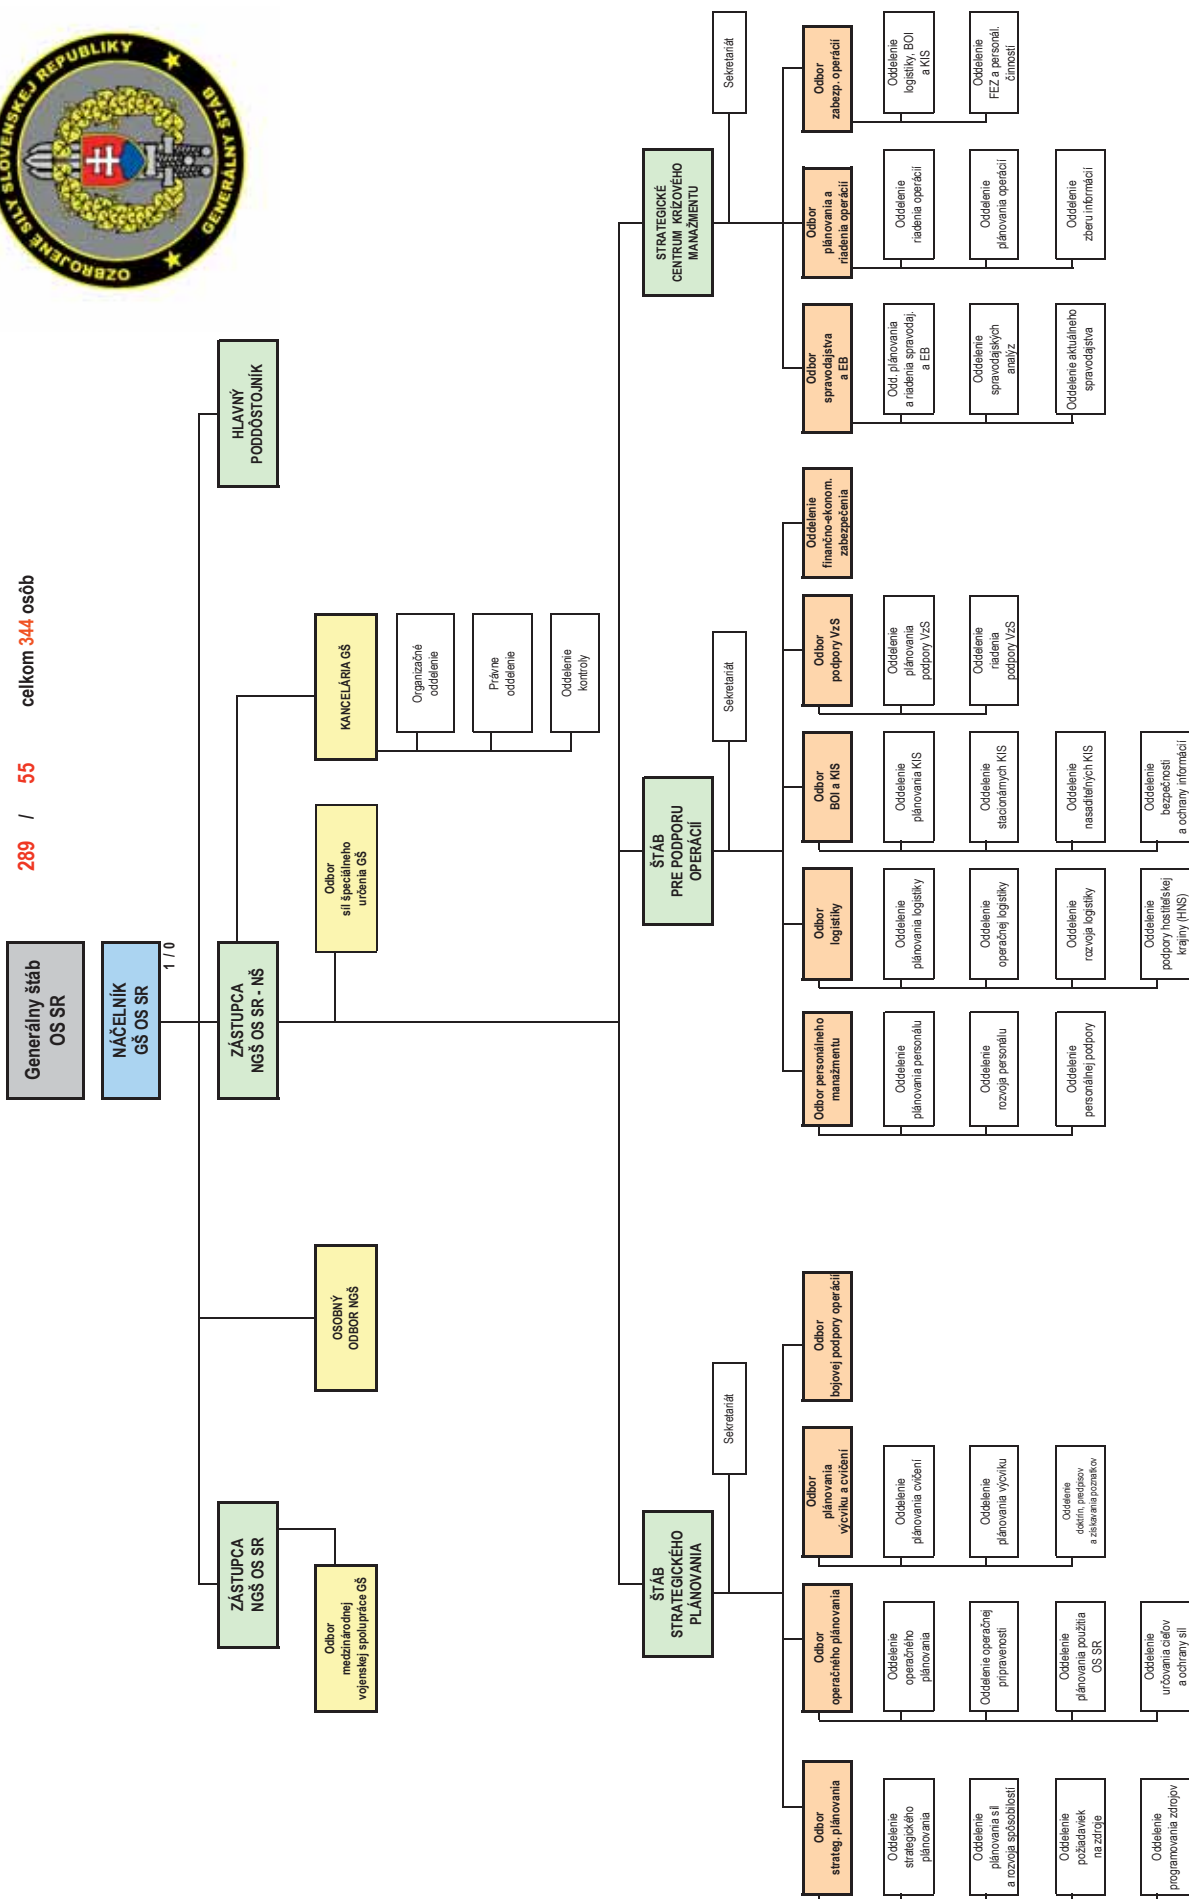 OZBROJENÉ SILY SLOVENSKEJ REPUBLIKY
GENERÁLNY ŠTÁB
Generálny štáb
OS SR
289 / 55 celkom 344 osôb
NÁČELNÍK
GŠ OS SR
1 / 0
ZÁSTUPCA
NGŠ OS SR
ZÁSTUPCA
NGŠ OS SR - NŠ
HLAVNÝ
PODDÔSTOJNÍK
Odbor
medzinárodnej
vojenskej spolupráce GŠ
OSOBNÝ
ODBOR NGŠ
Odbor
síl špeciálneho
určenia GŠ
KANCELÁRIA GŠ
Organizačné
oddelenie
Právne
oddelenie
Oddelenie
kontroly
ŠTÁB
STRATEGICKÉHO
PLÁNOVANIA
Sekretariát
Odbor
strateg. plánovania
Oddelenie
strategického
plánovania
Oddelenie
plánovania síl
a rozvoja spôsobilostí
Oddelenie
požiadaviek
na zdroje
Oddelenie
programovania zdrojov
Odbor
operačného plánovania
Oddelenie
operačného
plánovania
Oddelenie operačnej
pripravenosti
Oddelenie
plánovania použitia
OS SR
Oddelenie
určovania cieľov
a ochrany síl
Odbor
plánovania
výcviku a cvičení
Oddelenie
plánovania cvičení
Oddelenie
plánovania výcviku
Oddelenie
doktrín, predpisov
a získavania poznatkov
Odbor
bojovej podpory operácií
ŠTÁB
PRE PODPORU
OPERÁCIÍ
Sekretariát
Odbor personálneho
manažmentu
Oddelenie
plánovania personálu
Oddelenie
rozvoja personálu
Oddelenie
personálnej podpory
Odbor
logistiky
Oddelenie
plánovania logistiky
Oddelenie
operačnej logistiky
Oddelenie
rozvoja logistiky
Oddelenie
podpory hostiteľskej
krajiny (HNS)
Odbor
BOI a KIS
Oddelenie
plánovania KIS
Oddelenie
stacionárnych KIS
Oddelenie
nasaditeľných KIS
Oddelenie
bezpečnosti
a ochrany informácií
Odbor
podpory VzS
Oddelenie
plánovania
podpory VzS
Oddelenie
riadenia
podpory VzS
Oddelenie
finančno-ekonom.
zabezpečenia
STRATEGICKÉ
CENTRUM KRÍZOVÉHO
MANAŽMENTU
Sekretariát
Odbor
spravodajstva
a EB
Odd. plánovania
a riadenia spravodaj.
a EB
Oddelenie
spravodajských
analýz
Oddelenie aktuálneho
spravodajstva
Odbor
plánovania a
riadenia operácií
Oddelenie
riadenia operácií
Oddelenie
plánovania operácií
Oddelenie
zberu informácií
Odbor
zabezp. operácií
Oddelenie
logistiky, BOI
a KIS
Oddelenie
FEZ a personál.
činností